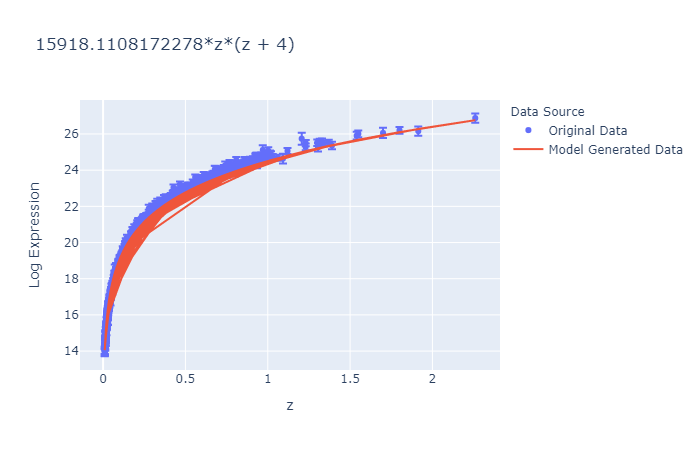 15918.1108172278*z*(z + 4)
Data Source
Original Data
Model Generated Data
Log Expression
26
24
22
20
18
16
14
0
0.5
1
1.5
2
z